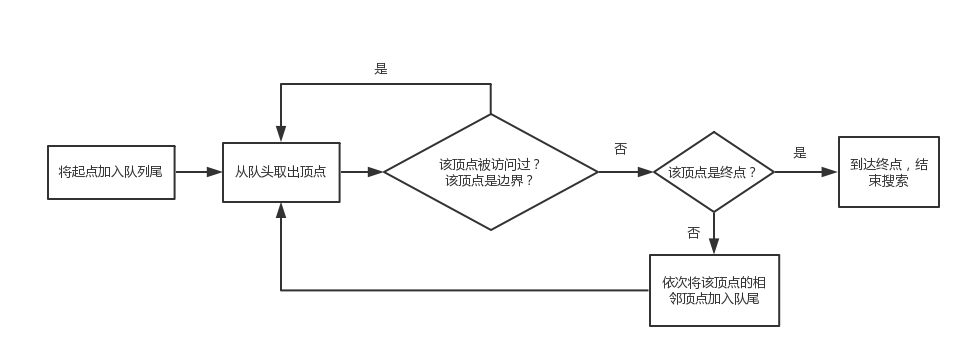 是
将起点加入队列尾
从队头取出顶点
该顶点被访问过？
该顶点是边界？
否
该顶点是终点？
是
到达终点，结
束搜索
否
依次将该顶点的相
邻顶点加入队尾